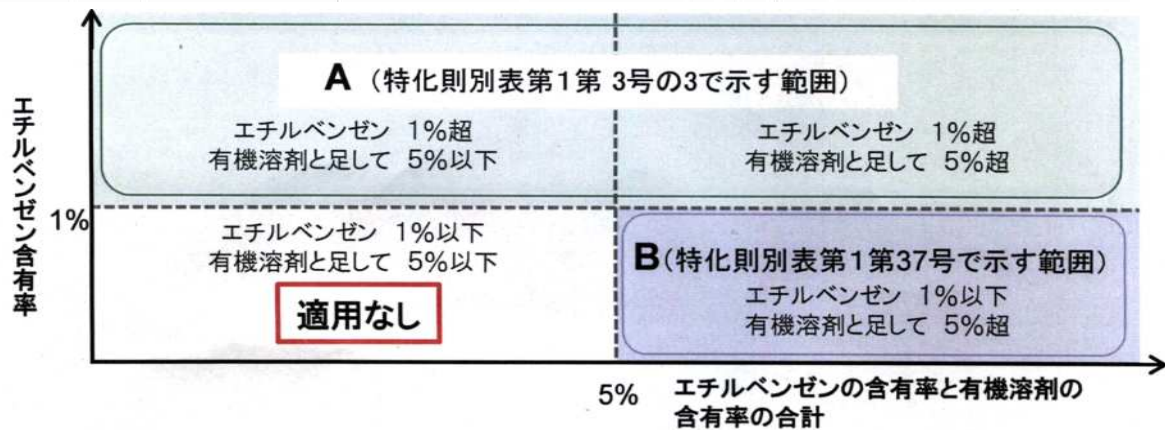 A (特化則別表第1第 3号の3で示す範囲)
エチルベンゼン 1%超
有機溶剤と足して 5%以下
エチルベンゼン 1%超
有機溶剤と足して 5%超
エチルベンゼン含有率
1%
エチルベンゼン 1%以下
有機溶剤と足して 5%以下
適用なし
B(特化則別表第1第37号で示す範囲)
エチルベンゼン 1%以下
有機溶剤と足して 5%超
5%
エチルベンゼンの含有率と有機溶剤の
含有率の合計